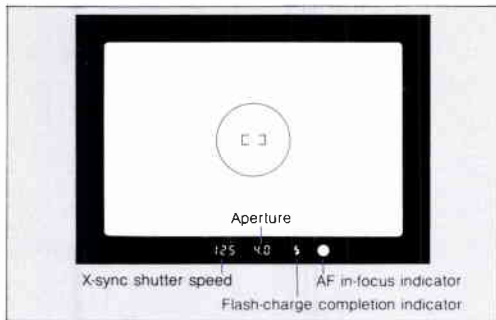 Aperture
125 4.0
X-sync shutter speed AF in-focus indicator
Flash-charge completion indicator